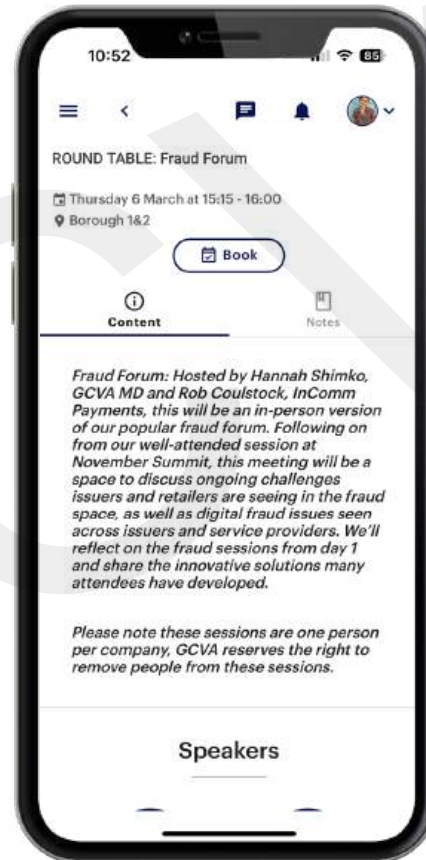 10:52
85
ROUND TABLE: Fraud Forum
Thursday 6 March at 15:15 - 16:00
Borough 1&2
Book
Content
Notes
Fraud Forum: Hosted by Hannah Shimko,
GCVA MD and Rob Coulstock, InComm
Payments, this will be an in-person version
of our popular fraud forum. Following on
from our well-attended session at
November Summit, this meeting will be a
space to discuss ongoing challenges
issuers and retailers are seeing in the fraud
space, as well as digital fraud issues seen
across issuers and service providers. We'll
reflect on the fraud sessions from day 1
and share the innovative solutions many
attendees have developed.
Please note these sessions are one person
per company, GCVA reserves the right to
remove people from these sessions.
Speakers